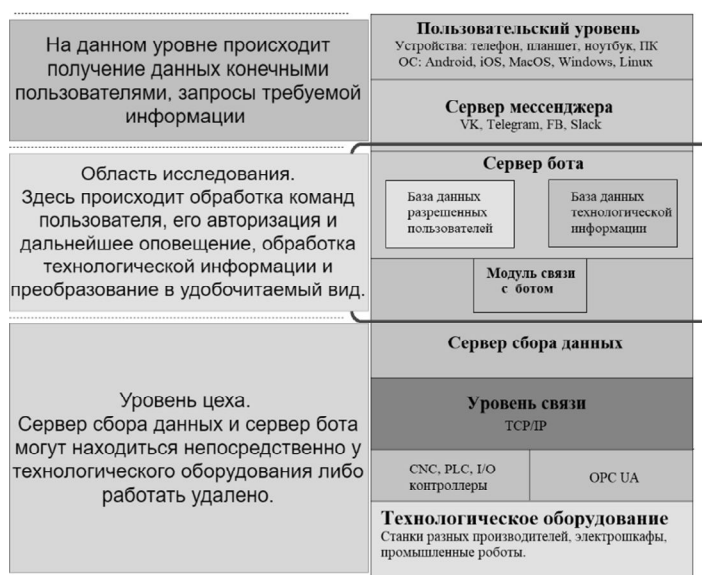 На данном уровне происходит
получение данных конечными
пользователями, запросы требуемой
информации
Область исследования.
Здесь происходит обработка команд
пользователя, его авторизация и
дальнейшее оповещение, обработка
технологической информации и
преобразование в удобочитаемый вид.
Уровень цеха.
Сервер сбора данных и сервер бота
могут находиться непосредственно у
технологического оборудования либо
работать удалено.
Пользовательский уровень
Устройства: телефон, планшет, ноутбук, ПК
ОС: Android, iOS, MacOS, Windows, Linux
Сервер мессенджера
VK, Telegram, FB, Slack
Сервер бота
База данных
разрешенных
пользователей
База данных
технологической
информации
Модуль связи
с ботом
Сервер сбора данных
Уровень связи
TCP/IP
CNC, PLC, I/O
контроллеры
OPC UA
Технологическое оборудование
Станки разных производителей, электрошкафы,
промышленные роботы.